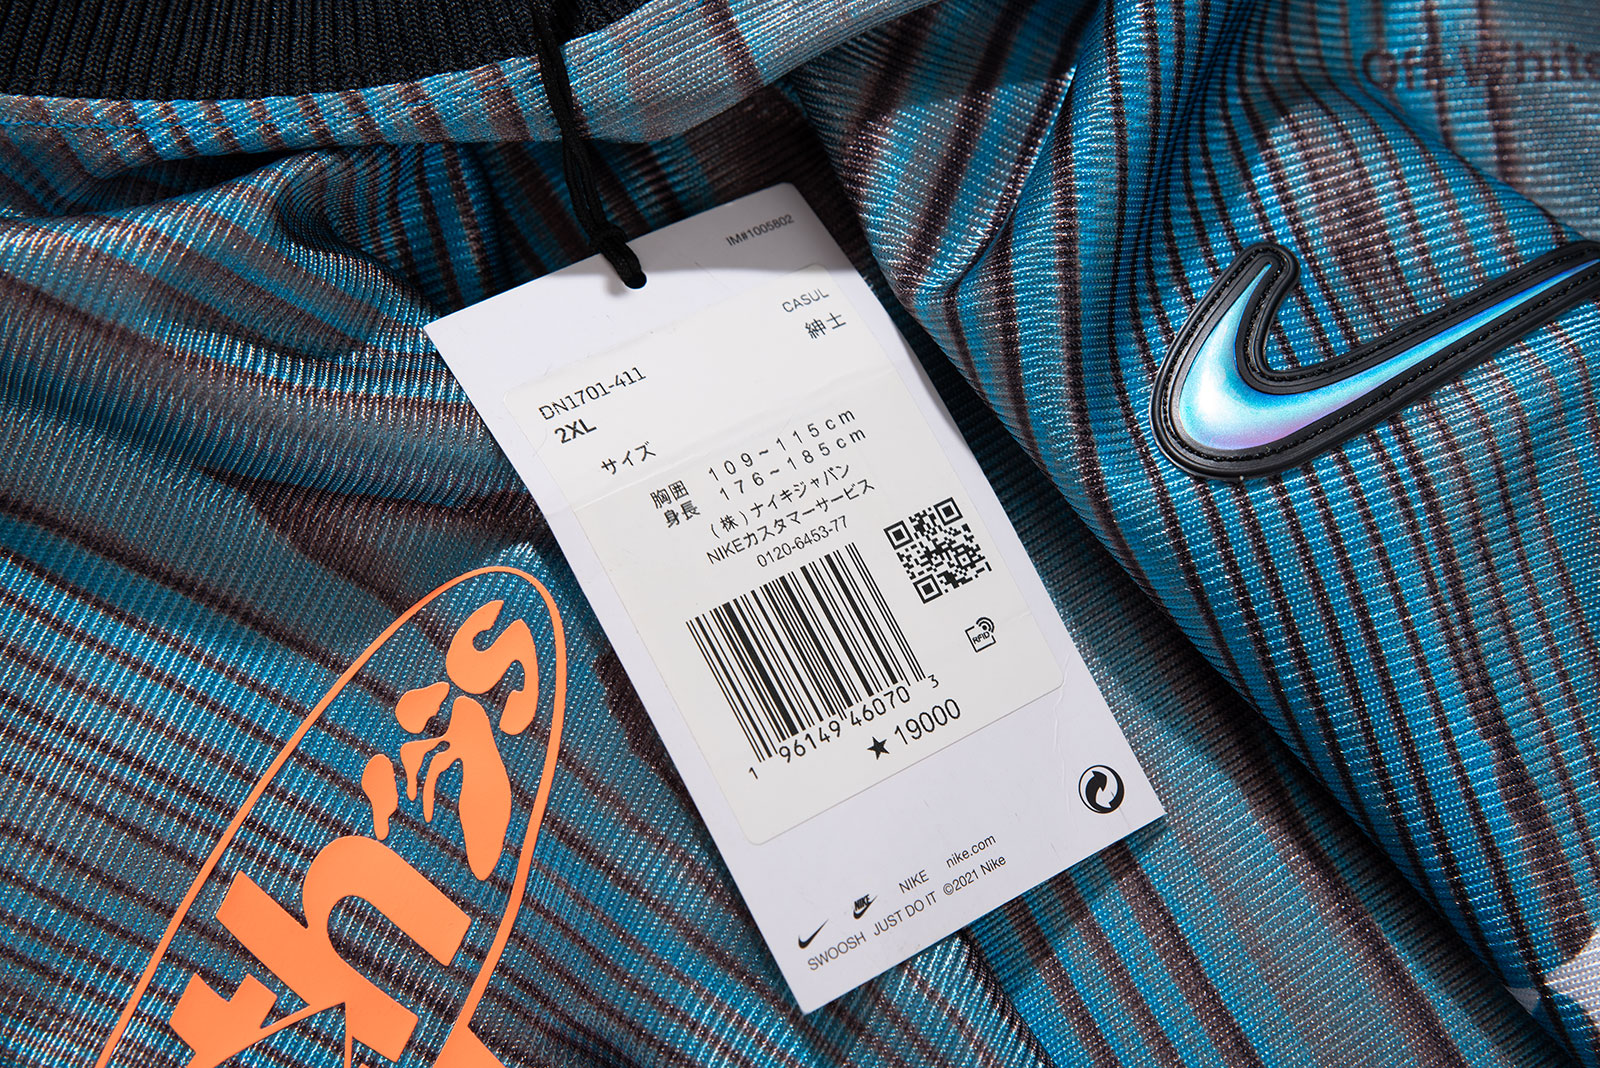 IM#1005802
CASUL
紳士
DN1701-411
2XL
サイズ
胸囲 109~115cm
身長 176~185cm
(株)ナイキジャパン
NIKEカスタマーサービス
0120-6453-77
RFID
1 96149 46070 3
★19000
NIKE nike.com
SWOOSH JUST DO IT ©2021 Nike
NIKE
th's